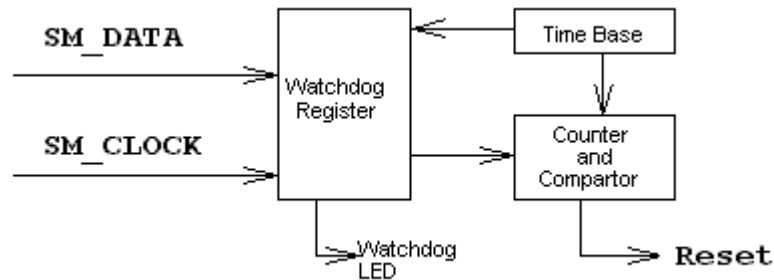 SM_DATA
Time Base
Watchdog
Register
SM_CLOCK
Counter
and
Compartor
Watchdog
LED
Reset